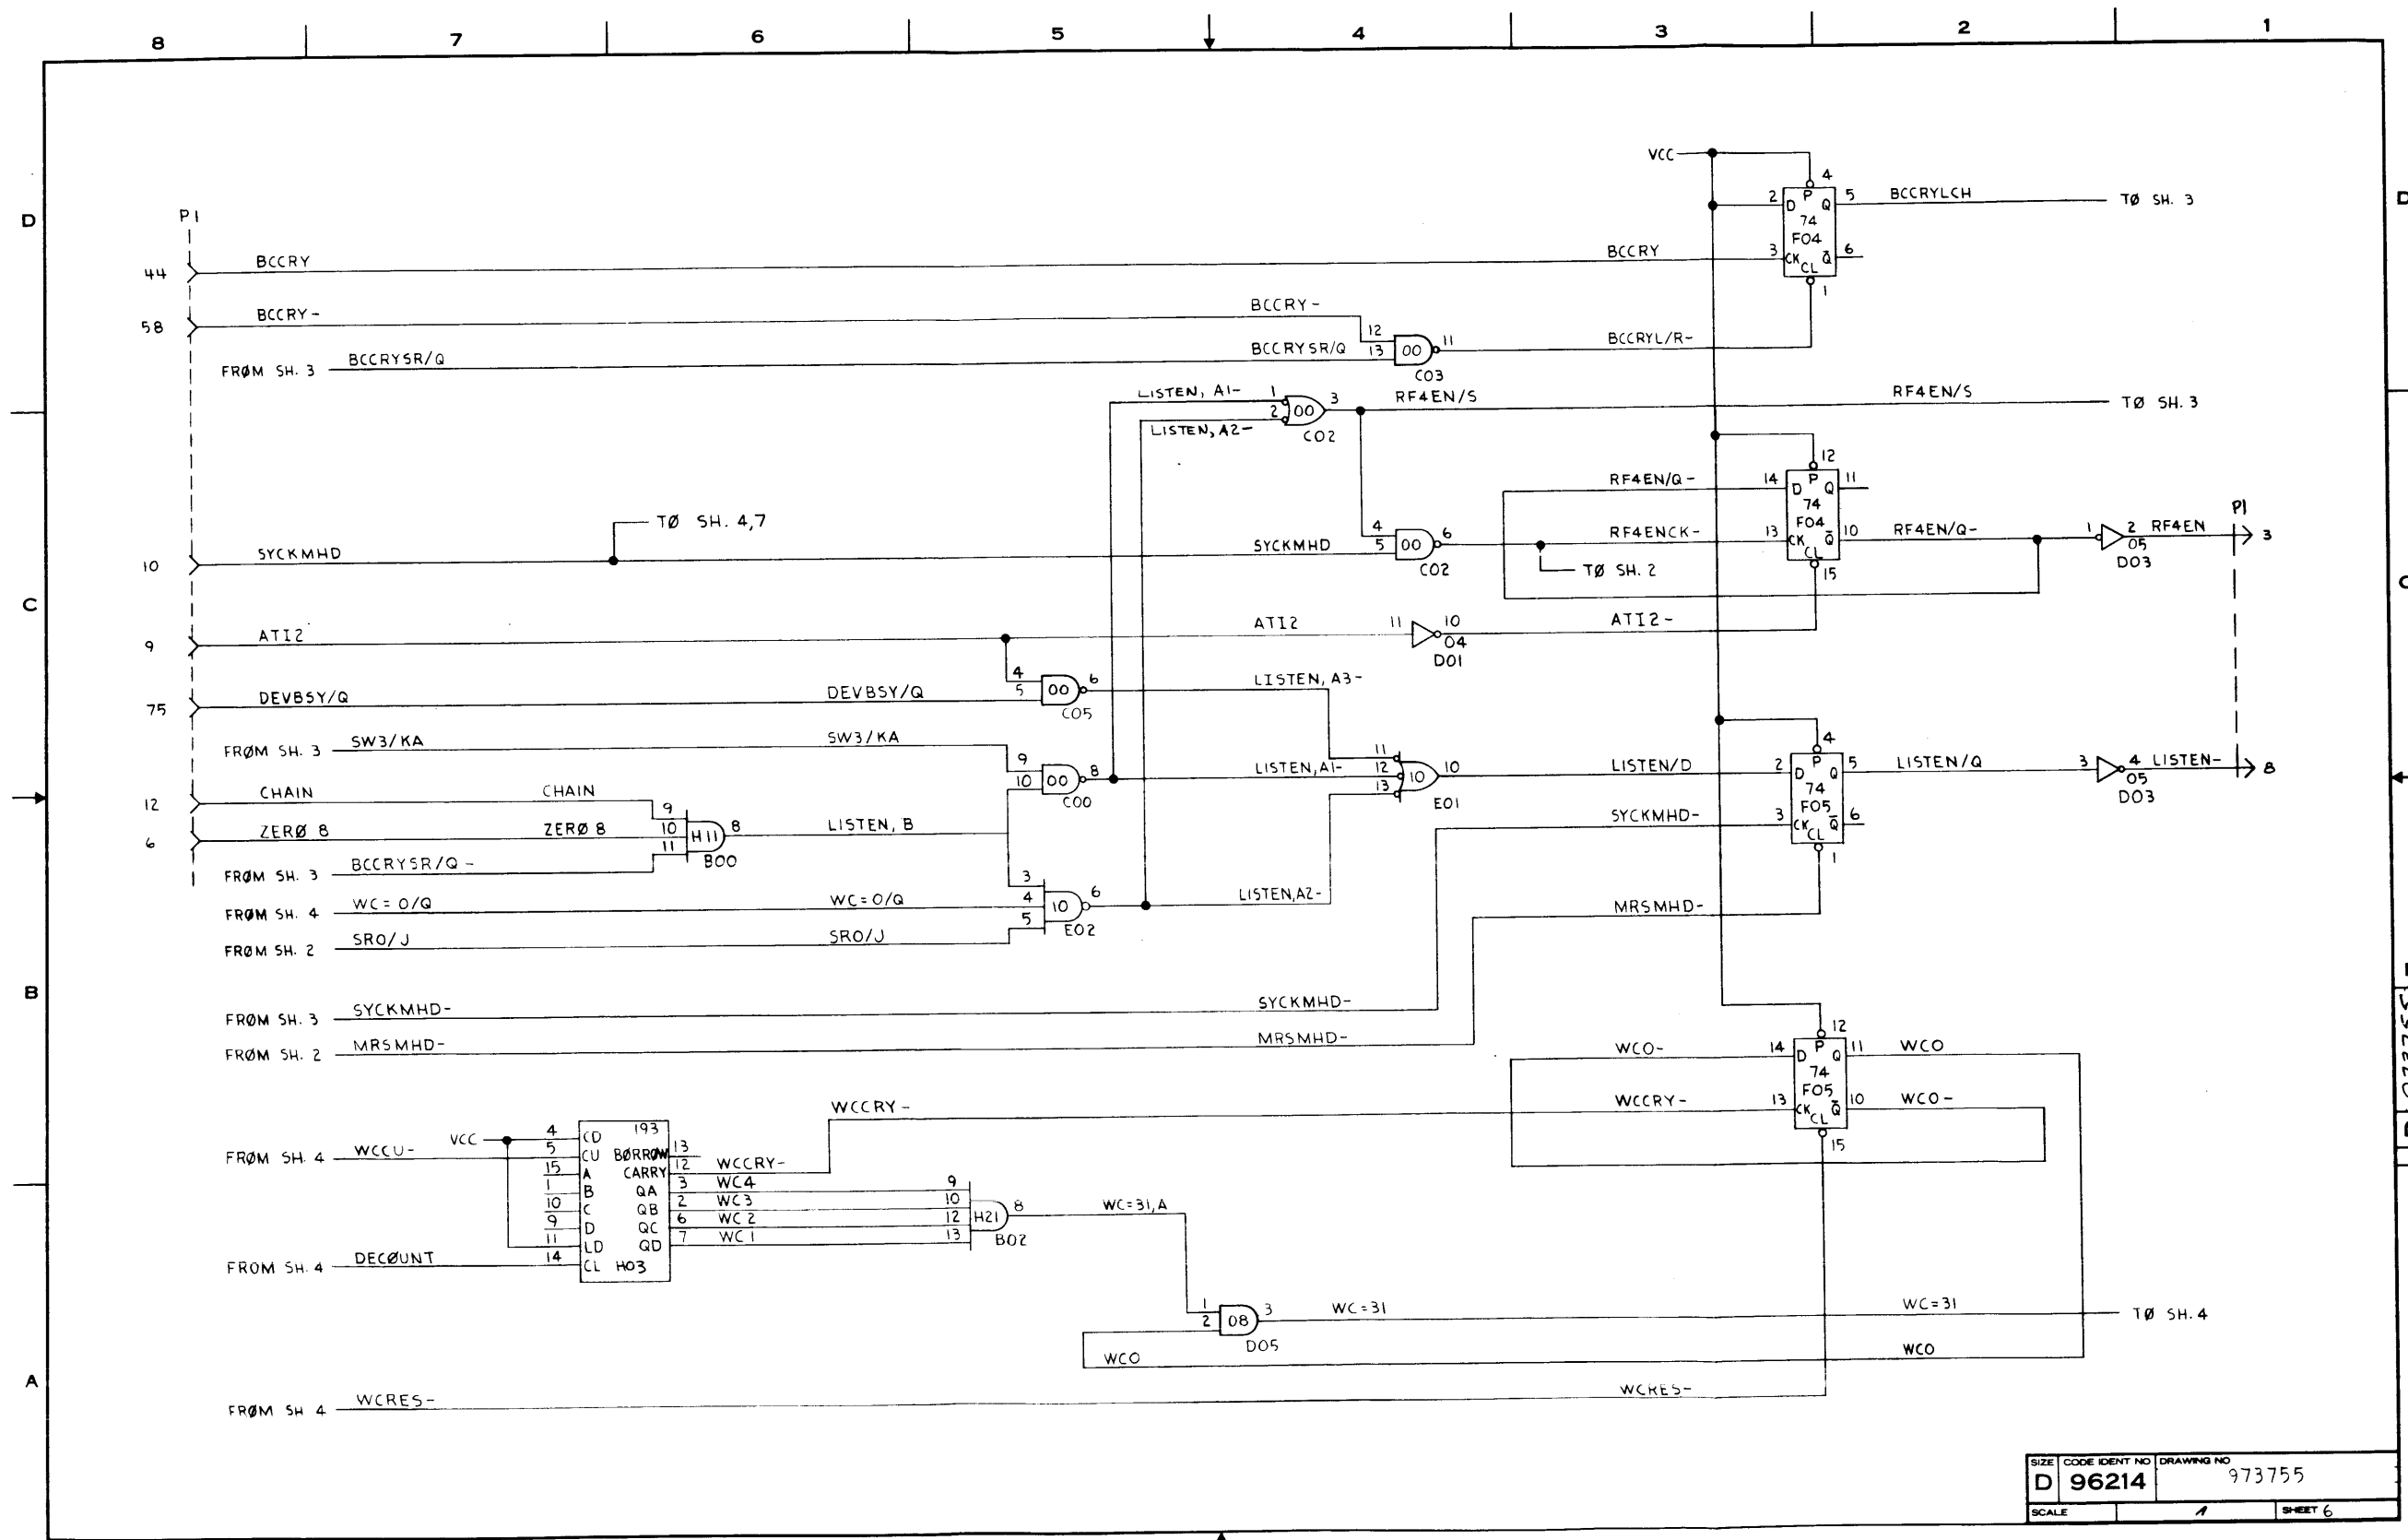 8 7 6 5 4 3 2 1
D
D
VCC
4
2 D P Q 5 BCCRYLCH TØ SH. 3
74
F04
P1
44 BCCRY BCCRY 3 CK CL Q̅ 6
1
58 BCCRY- BCCRY- 12
FRØM SH. 3 BCCRYSR/Q BCCRYSR/Q 13 00 11 BCCRYL/R-
C03
LISTEN, A1- 1 3 RF4EN/S RF4EN/S TØ SH. 3
2 00
LISTEN, A2- C02
12
RF4EN/Q- 14 D P Q 11
74
F04
TØ SH. 4,7
10 SYCKMHD SYCKMHD 4 5 00 6 RF4ENCK- 13 CK CL Q̅ 10 RF4EN/Q- 1 2 RF4EN P1 3
05
D03
C02 TØ SH. 2 15
C
C
9 ATI2 ATI2 11 10 ATI2-
04
D01
4
75 DEVBSY/Q DEVBSY/Q 5 00 6 LISTEN, A3-
C05
FRØM SH. 3 SW3/KA SW3/KA 9
10 00 8 LISTEN, A1- 11 12 13 10 10 LISTEN/D 2 D P Q 5 LISTEN/Q 3 4 LISTEN- 8
4
74
F05
05
D03
C00 E01
12 CHAIN CHAIN 9
6 ZERØ 8 ZERØ 8 10 H11 8 LISTEN, B SYCKMHD- 3 CK CL Q̅ 6
11 B00
1
FRØM SH. 3 BCCRYSR/Q-
3
FRØM SH. 4 WC=0/Q WC=0/Q 4 10 6 LISTEN,A2- MRSMHD-
5 E02
FRØM SH. 2 SRO/J SRO/J
B
FRØM SH. 3 SYCKMHD- SYCKMHD-
FRØM SH. 2 MRSMHD- MRSMHD-
12
WCO- 14 D P Q 11 WCO
74
F05
WCCRY- WCCRY- 13 CK CL Q̅ 10 WCO-
15
VCC 4 CD 193
FRØM SH. 4 WCCU- 5 CU BØRRØW 13
15 A CARRY 12 WCCRY-
1 B QA 3 WC4 9
10 C QB 2 WC3 10 8 WC=31,A
9 D QC 6 WC2 12 H21
11 LD QD 7 WC1 13 B02
FROM SH. 4 DECØUNT 14 CL H03
1 3 WC=31 WC=31 TØ SH. 4
2 08
D05
WCO WCO
A
FRØM SH 4 WCRES- WCRES-
SIZE CODE IDENT NO DRAWING NO
D 96214 973755
SCALE SHEET 6